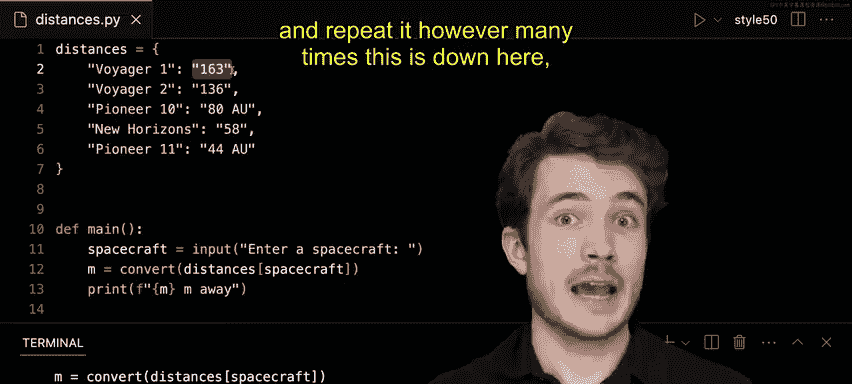 distances.py
style50
and repeat it however many
times this is down here,
1 distances = {
2 "Voyager 1": "163",
3 "Voyager 2": "136",
4 "Pioneer 10": "80 AU",
5 "New Horizons": "58",
6 "Pioneer 11": "44 AU"
7 }
8
9
10 def main():
11 spacecraft = input("Enter a spacecraft: ")
12 m = convert(distances[spacecraft])
13 print(f"{m} m away")
14
TERMINAL
m = convert(distances[spacecraft])